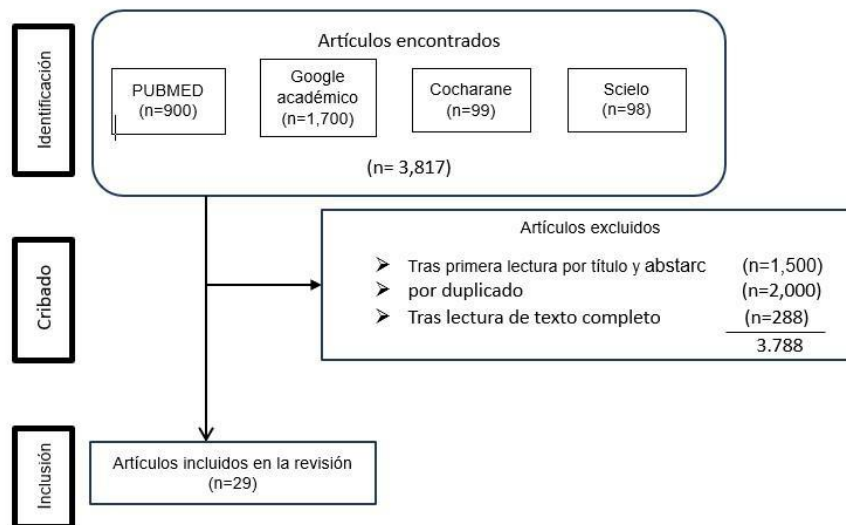 Identificación
Artículos encontrados
PUBMED
(n=900)
Google
académico
(n=1,700)
Cocharane
(n=99)
Scielo
(n=98)
(n= 3,817)
Cribado
Artículos excluidos
➢ Tras primera lectura por título y abstarc (n=1,500)
➢ por duplicado (n=2,000)
➢ Tras lectura de texto completo (n=288)
3.788
Inclusión
Artículos incluidos en la revisión
(n=29)